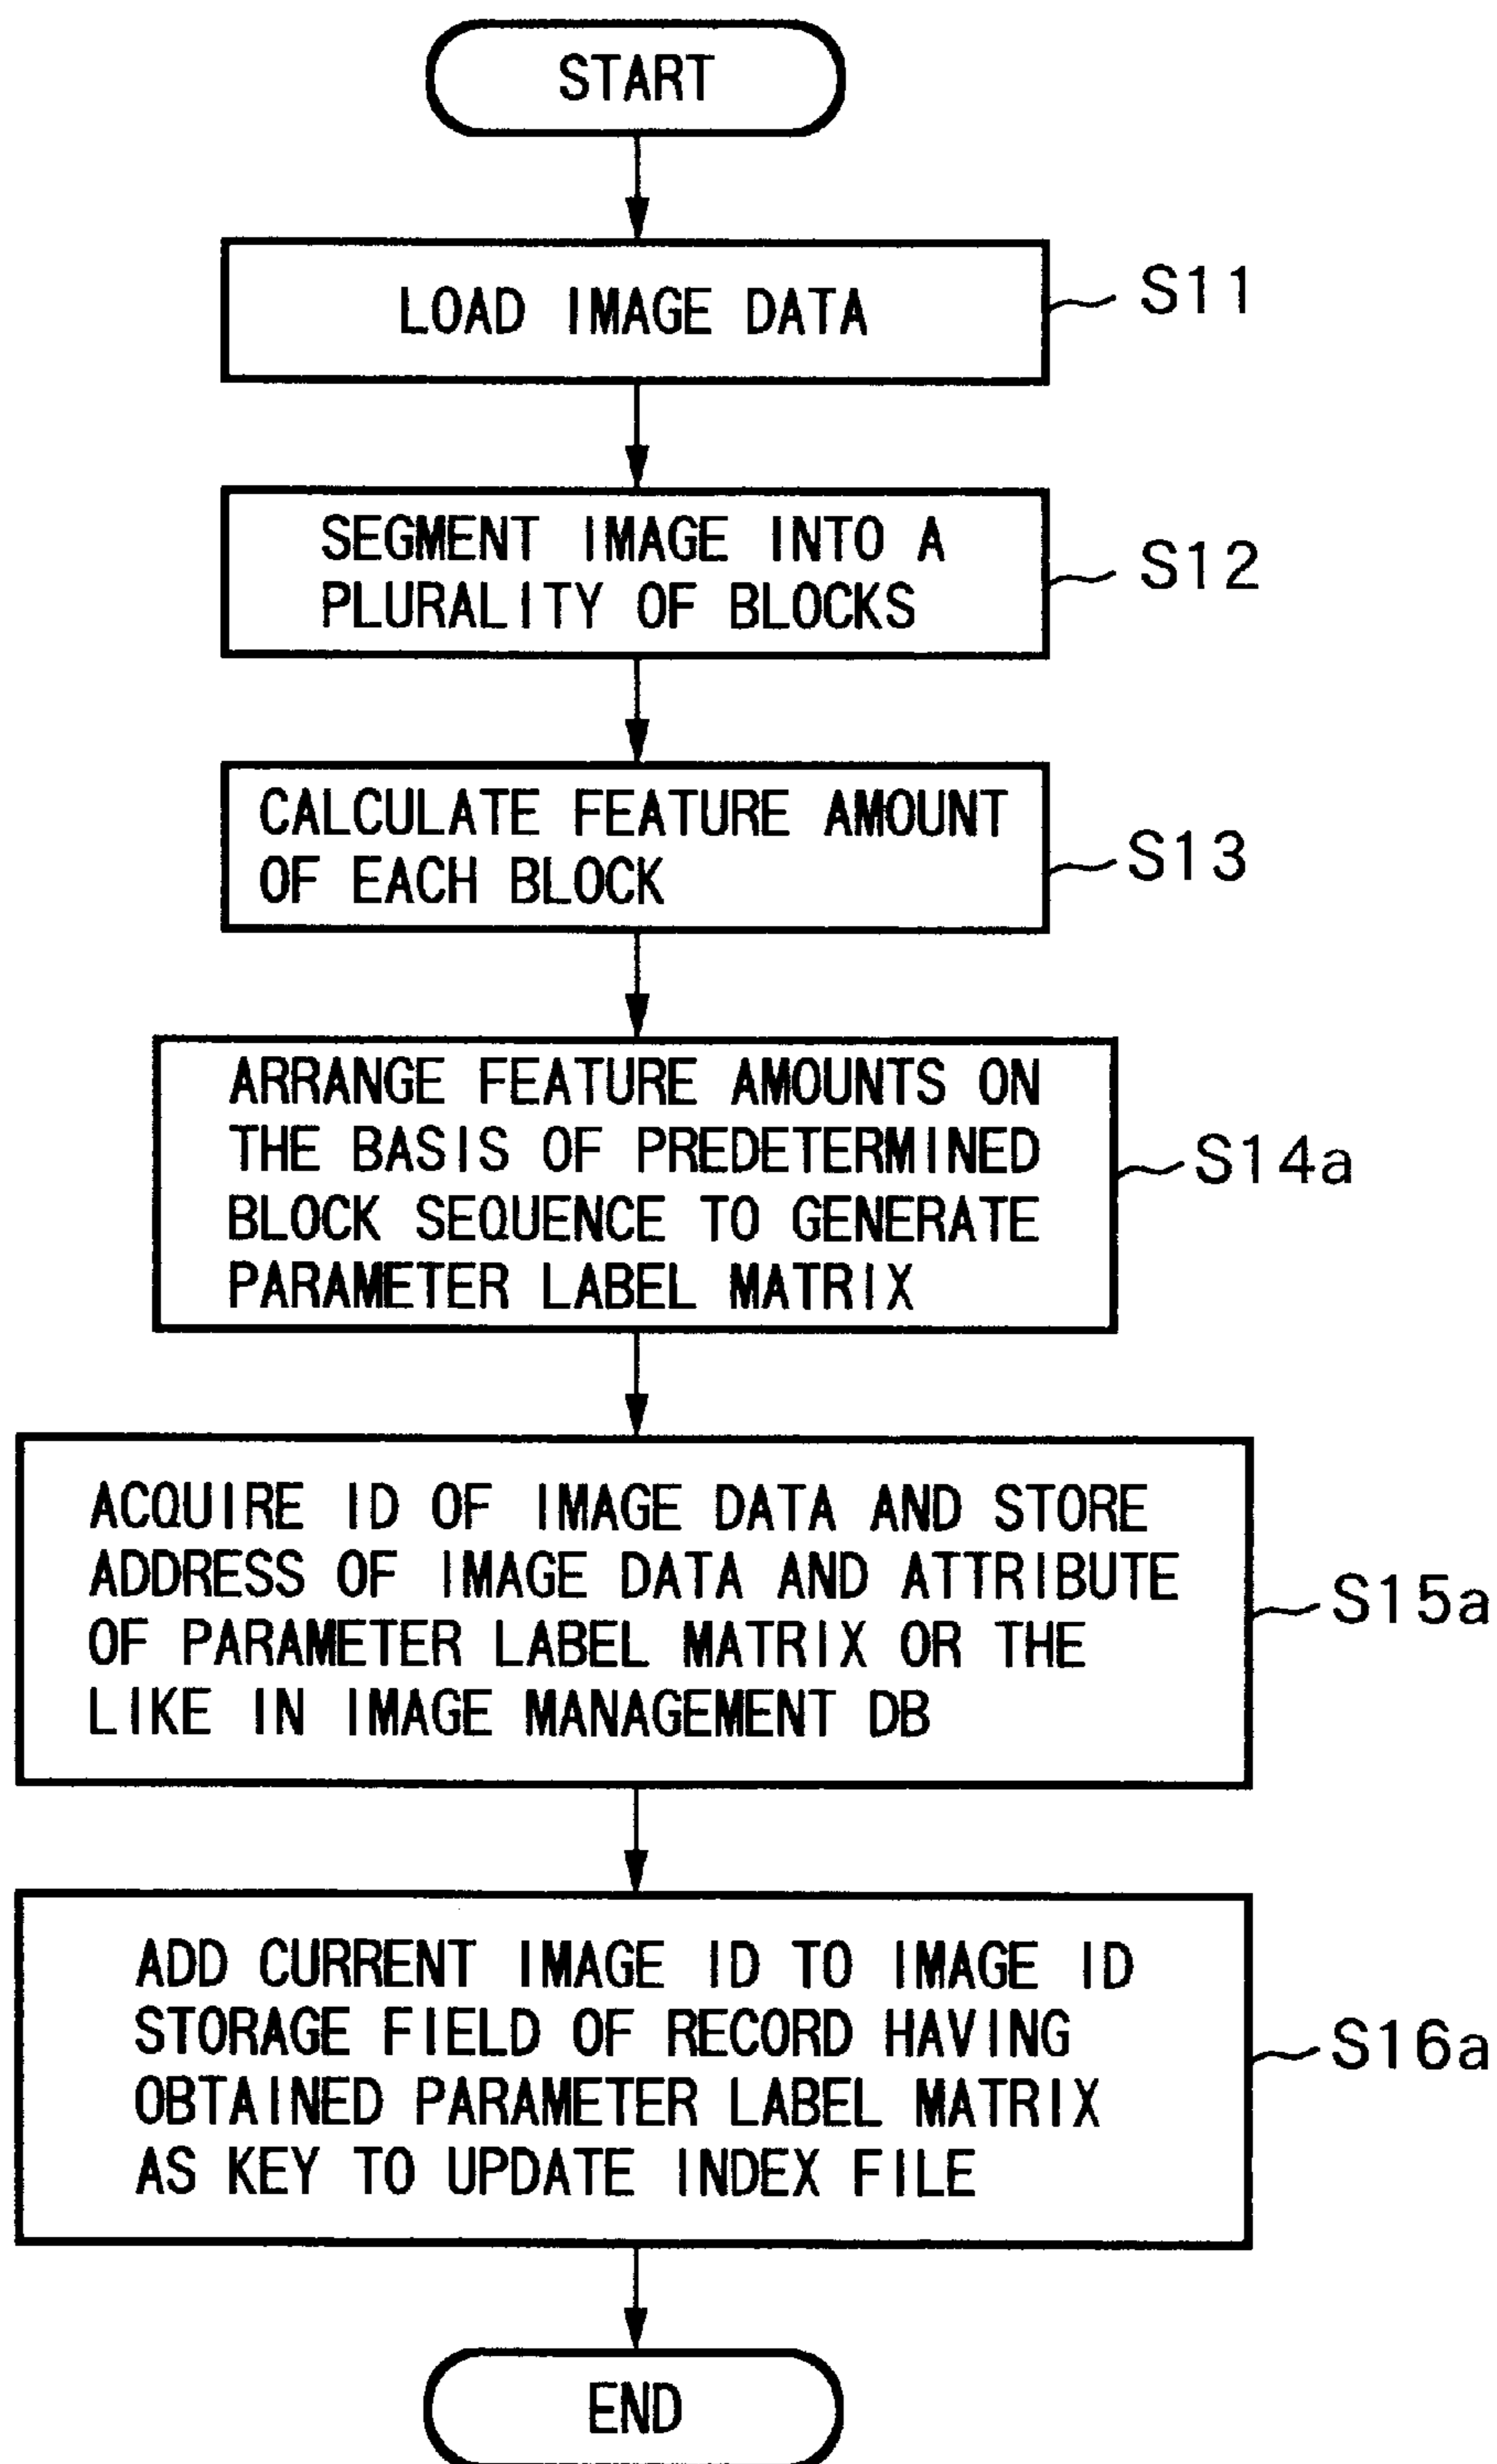 START
LOAD IMAGE DATA
S11
SEGMENT IMAGE INTO A
PLURALITY OF BLOCKS
S12
CALCULATE FEATURE AMOUNT
OF EACH BLOCK
S13
ARRANGE FEATURE AMOUNTS ON
THE BASIS OF PREDETERMINED
BLOCK SEQUENCE TO GENERATE
PARAMETER LABEL MATRIX
S14a
ACQUIRE ID OF IMAGE DATA AND STORE
ADDRESS OF IMAGE DATA AND ATTRIBUTE
OF PARAMETER LABEL MATRIX OR THE
LIKE IN IMAGE MANAGEMENT DB
S15a
ADD CURRENT IMAGE ID TO IMAGE ID
STORAGE FIELD OF RECORD HAVING
OBTAINED PARAMETER LABEL MATRIX
AS KEY TO UPDATE INDEX FILE
S16a
END